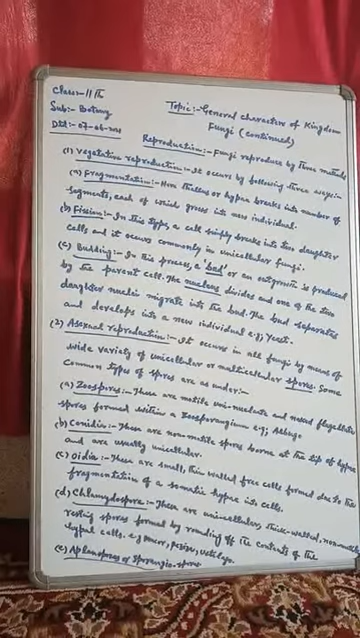 Class:-11th
Sub:- Botany
Topic:- General characters of Kingdom
Fungi (continued)
Reproduction:- Fungi reproduce by three methods
(1) Vegetative reproduction:- It occurs by following three ways:-
(a) Fragmentation:- Here thallus or hypha breaks into number of
segments, each of which grows into new individual.
(b) Fission:- In this type, a cell simply breaks into two daughter
cells and it occurs commonly in unicellular fungi.
(c) Budding:- In this process, a 'bud' or an outgrowth is produced
by the parent cell. The nucleus divides and one of the two
daughter nuclei migrate into the bud. The bud separates
and develops into a new individual e.g; yeast.
(2) Asexual reproduction:- It occurs in all fungi by means of
wide variety of unicellular or multicellular spores. Some
Common types of spores are as under:-
(a) Zoospores:- These are motile uni-nucleate and naked flagellate
spores formed within a Zoosporangium e.g; Albugo
(b) Conidia:- These are non-motile spores borne at the tip of hypha
and are usually unicellular.
(c) Oidia:- These are small, thin walled free cells formed due to the
fragmentation of a somatic hypha into cells.
(d) Chlamydospore:- These are uni-cellular, thick-walled, non-motile
resting spores formed by rounding off the contents of the
hyphal cells. e.g mucor, peziza, ustilago.
(e) Aplanospores or Sporangio-spores